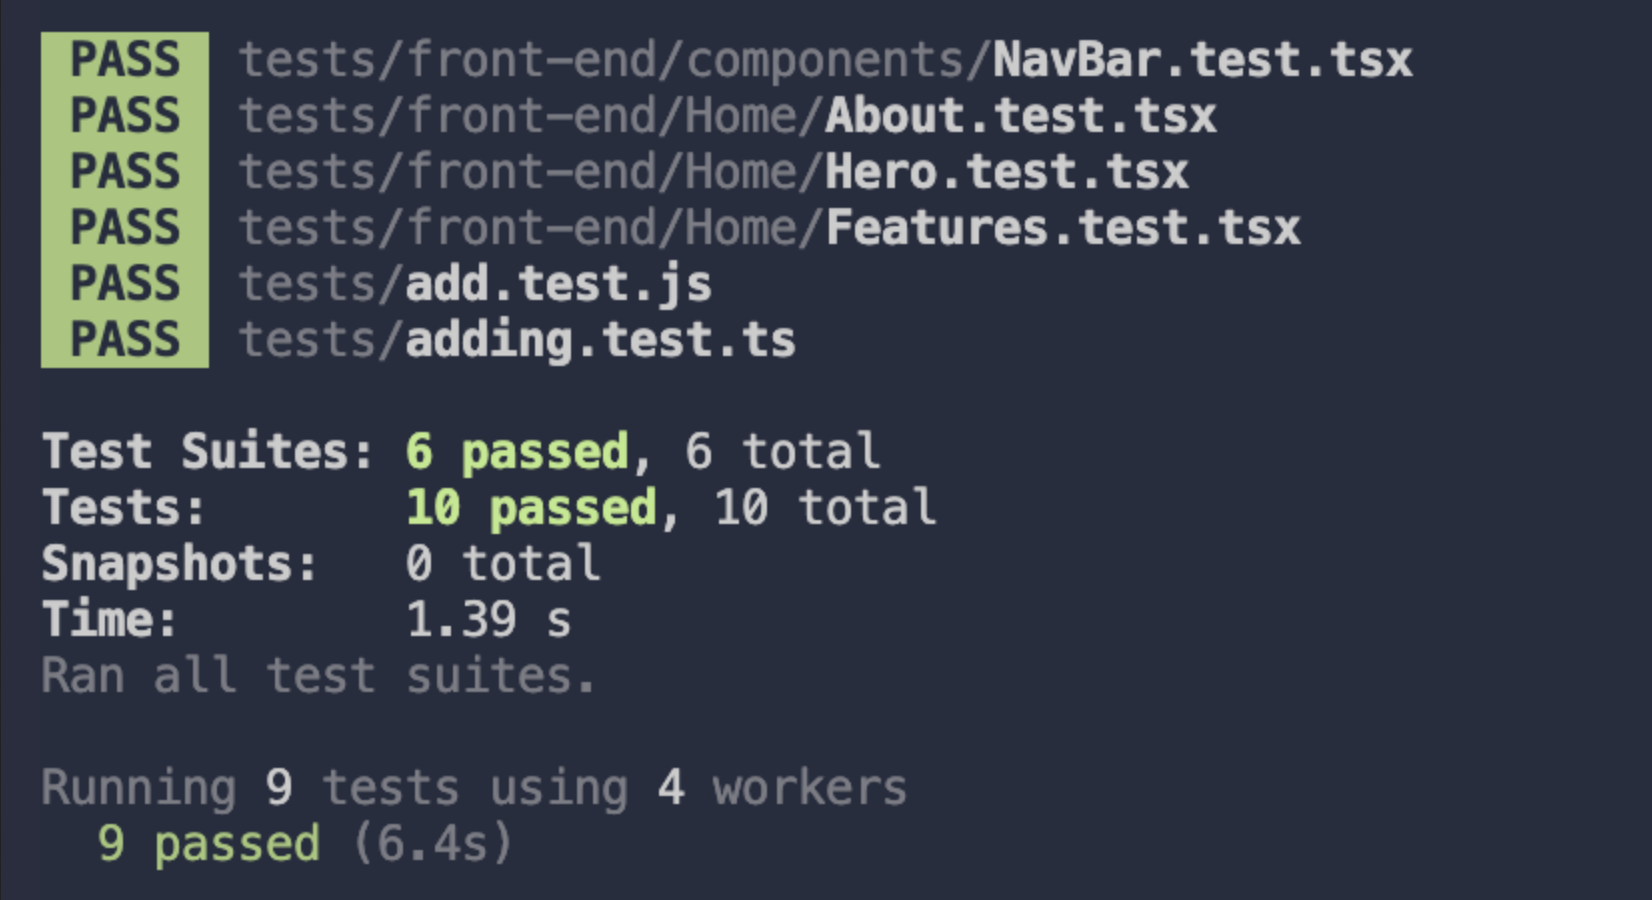 PASS tests/front-end/components/NavBar.test.tsx
PASS tests/front-end/Home/About.test.tsx
PASS tests/front-end/Home/Hero.test.tsx
PASS tests/front-end/Home/Features.test.tsx
PASS tests/add.test.js
PASS tests/adding.test.ts
Test Suites: 6 passed, 6 total
Tests: 10 passed, 10 total
Snapshots: 0 total
Time: 1.39 s
Ran all test suites.
Running 9 tests using 4 workers
9 passed (6.4s)